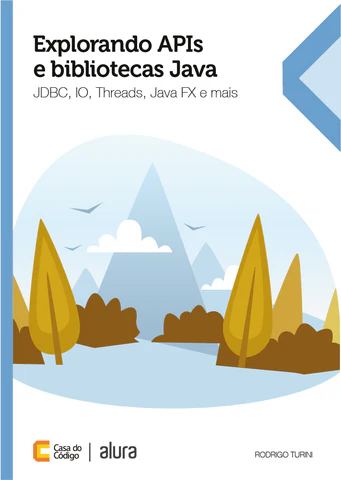 Explorando APIs
e bibliotecas Java
JDBC, IO, Threads, Java FX e mais
Casa do
Código
alura
RODRIGO TURINI